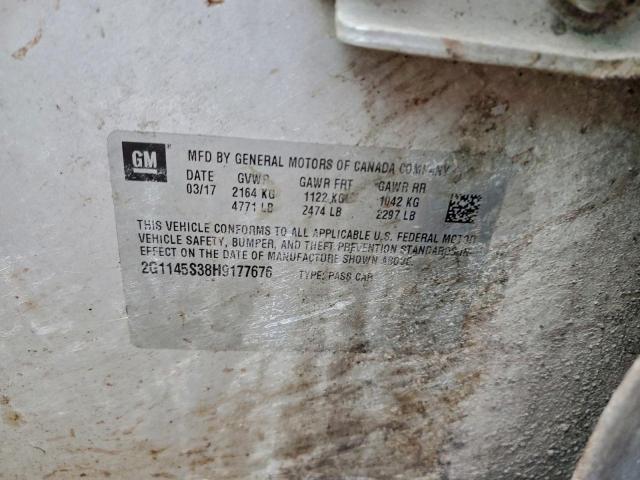 GM
MFD BY GENERAL MOTORS OF CANADA COMPANY
DATE GVWR GAWR FRT GAWR RR
03/17 2164 KG 1122 KG 1042 KG
4771 LB 2474 LB 2297 LB
THIS VEHICLE CONFORMS TO ALL APPLICABLE U.S. FEDERAL MOTOR
VEHICLE SAFETY, BUMPER, AND THEFT PREVENTION STANDARDS IN
EFFECT ON THE DATE OF MANUFACTURE SHOWN ABOVE.
2G1145S38H9177676 TYPE: PASS CAR